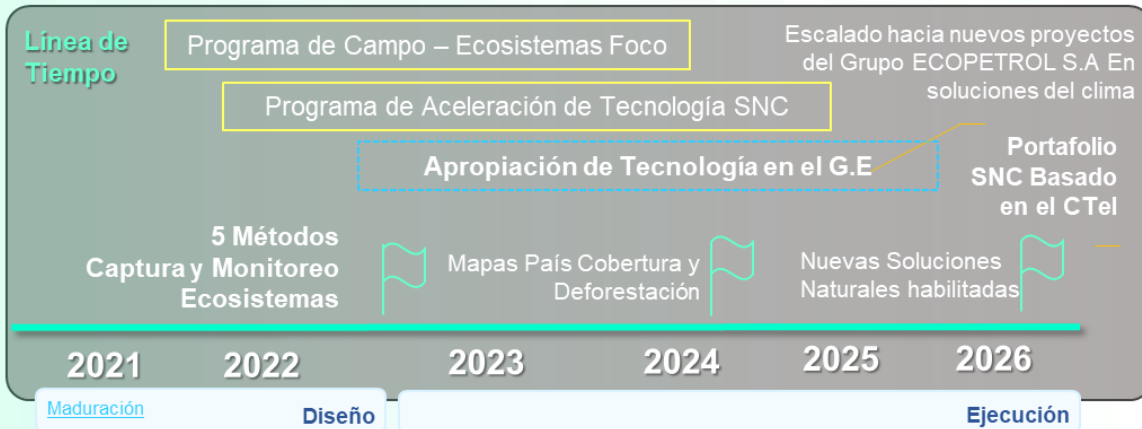 Línea de
Tiempo
Programa de Campo – Ecosistemas Foco
Escalado hacia nuevos proyectos
del Grupo ECOPETROL S.A En
soluciones del clima
Programa de Aceleración de Tecnología SNC
Apropiación de Tecnología en el G.E
Portafolio
SNC Basado
en el CTeI
5 Métodos
Captura y Monitoreo
Ecosistemas
Mapas País Cobertura y
Deforestación
Nuevas Soluciones
Naturales habilitadas
2021 2022 2023 2024 2025 2026
Maduración Diseño Ejecución